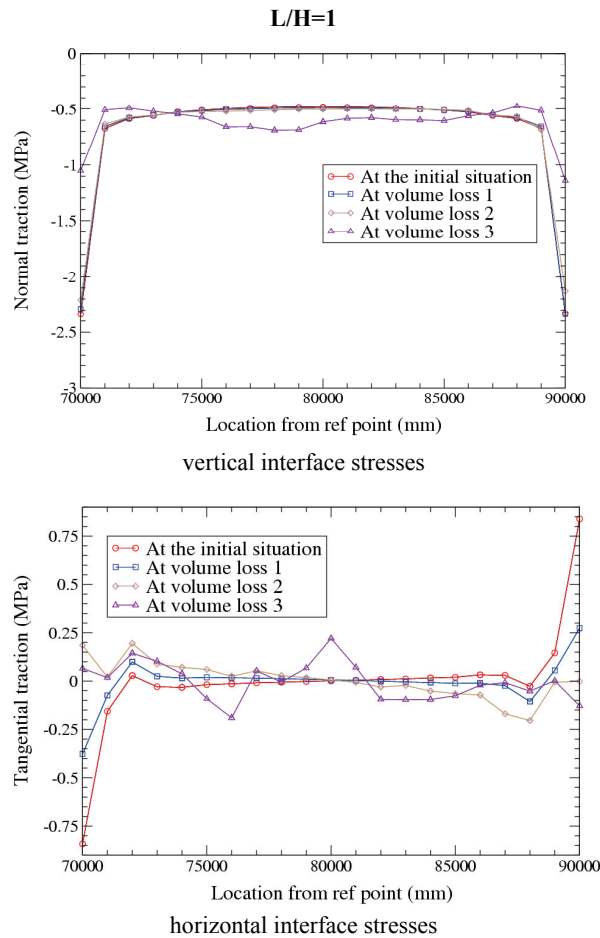 L/H=1
0
-0.5
-1
-1.5
-2
-2.5
-3
Normal traction (MPa)
At the initial situation
At volume loss 1
At volume loss 2
At volume loss 3
70000 75000 80000 85000 90000
Location from ref point (mm)
vertical interface stresses
0.75
0.5
0.25
0
-0.25
-0.5
-0.75
Tangential traction (MPa)
At the initial situation
At volume loss 1
At volume loss 2
At volume loss 3
70000 75000 80000 85000 90000
Location from ref point (mm)
horizontal interface stresses